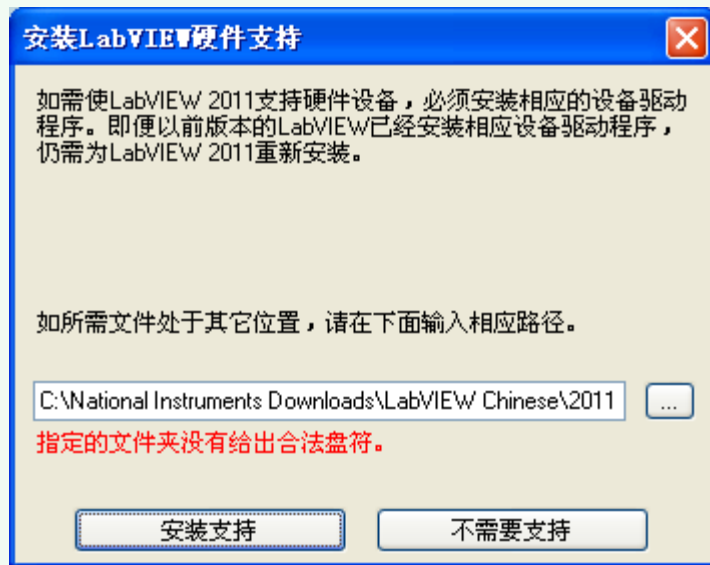 安装LabVIEW硬件支持
如需使LabVIEW 2011支持硬件设备，必须安装相应的设备驱动
程序。即便以前版本的LabVIEW已经安装相应设备驱动程序，
仍需为LabVIEW 2011重新安装。
如所需文件处于其它位置，请在下面输入相应路径。
C:\National Instruments Downloads\LabVIEW Chinese\2011
...
指定的文件夹没有给出合法盘符。
安装支持
不需要支持